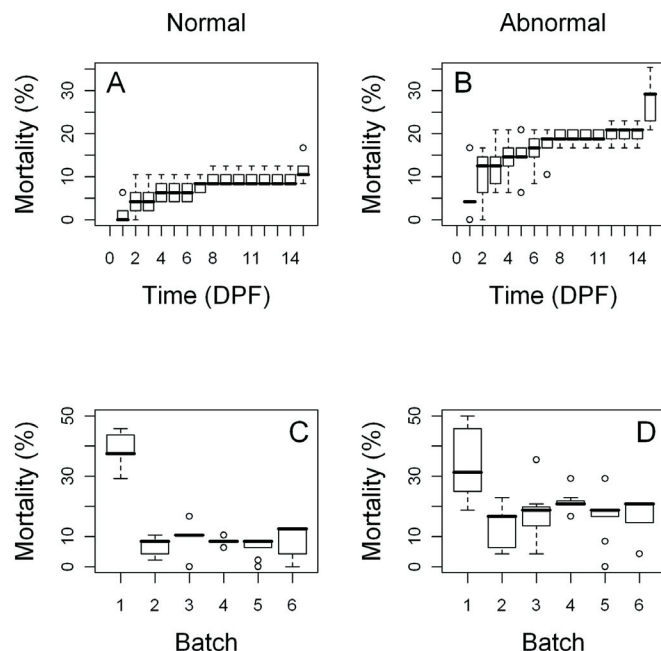 Normal Abnormal
A B
Mortality (%) Mortality (%)
30 30
20 20
10 10
0 0
0 2 4 6 8 11 14 0 2 4 6 8 11 14
Time (DPF) Time (DPF)
C D
Mortality (%) Mortality (%)
50 50
30 30
10 10
0 0
1 2 3 4 5 6 1 2 3 4 5 6
Batch Batch